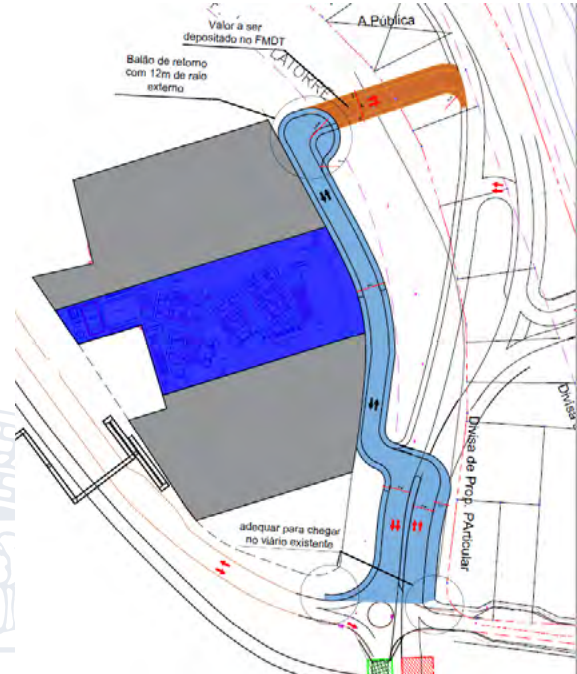 Valor a ser
depositado no FMDT
A Pública
LATORRE
Balão de retorno
com 12m de raio
externo
Divisa de Prop. PArticular
Divisa
adequar para chegar
no viário existente